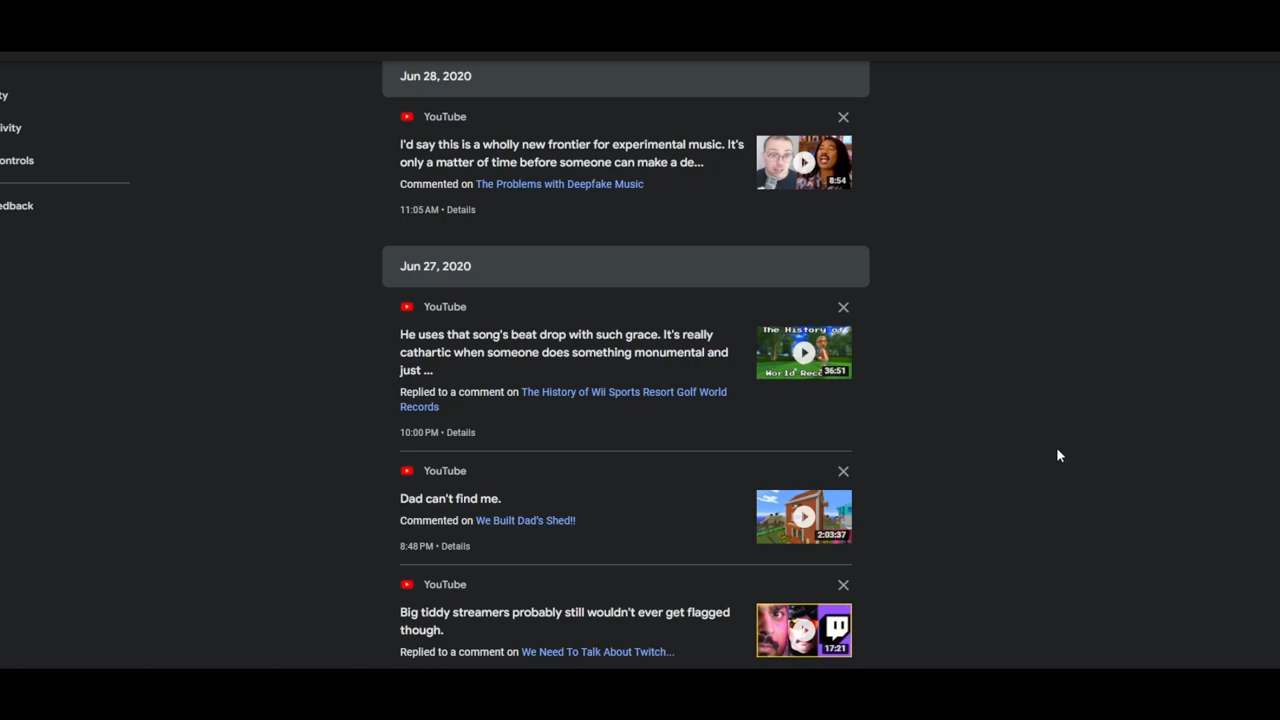 Jun 28, 2020
ty
ivity
ontrols
edback
YouTube
I'd say this is a wholly new frontier for experimental music. It's
only a matter of time before someone can make a de...
Commented on The Problems with Deepfake Music
11:05 AM • Details
8:54
Jun 27, 2020
YouTube
He uses that song's beat drop with such grace. It's really
cathartic when someone does something monumental and
just ...
Replied to a comment on The History of Wii Sports Resort Golf World
Records
10:00 PM • Details
The History of
World Rec
36:51
YouTube
Dad can't find me.
Commented on We Built Dad's Shed!!
8:48 PM • Details
2:03:37
YouTube
Big tiddy streamers probably still wouldn't ever get flagged
though.
Replied to a comment on We Need To Talk About Twitch...
17:21